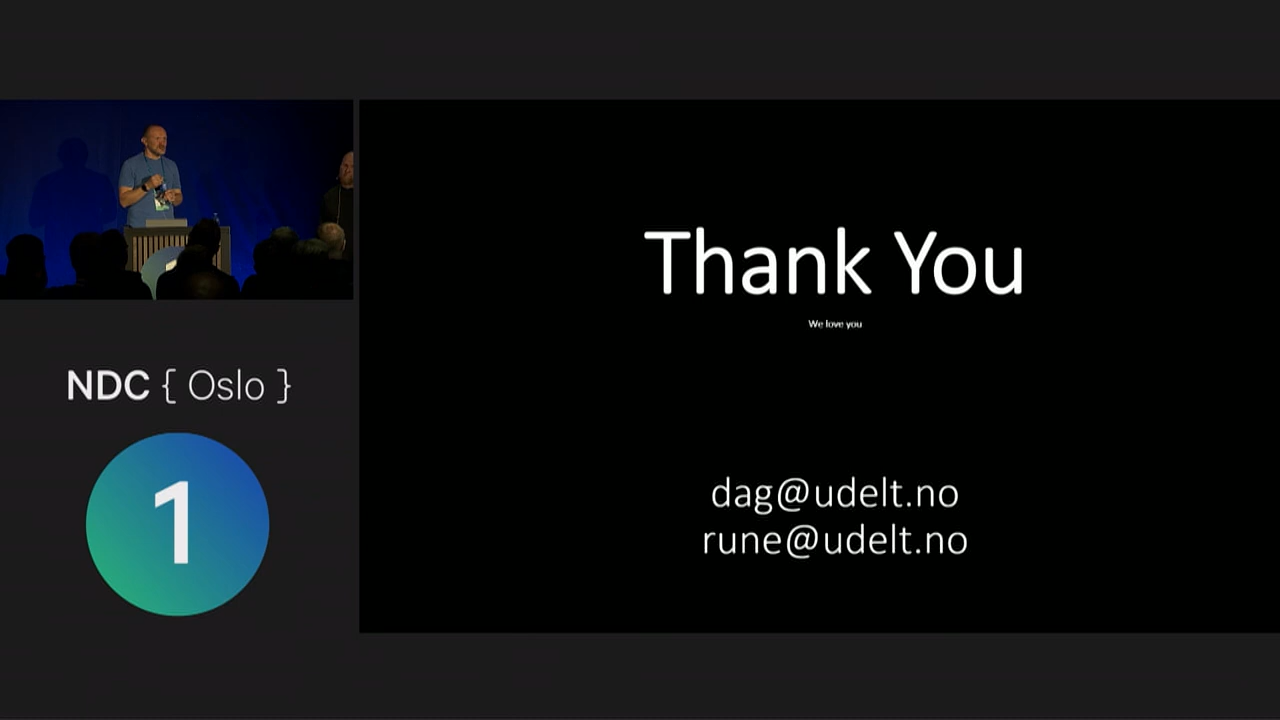 Thank You
We love you
NDC { Oslo }
1
dag@udelt.no
rune@udelt.no